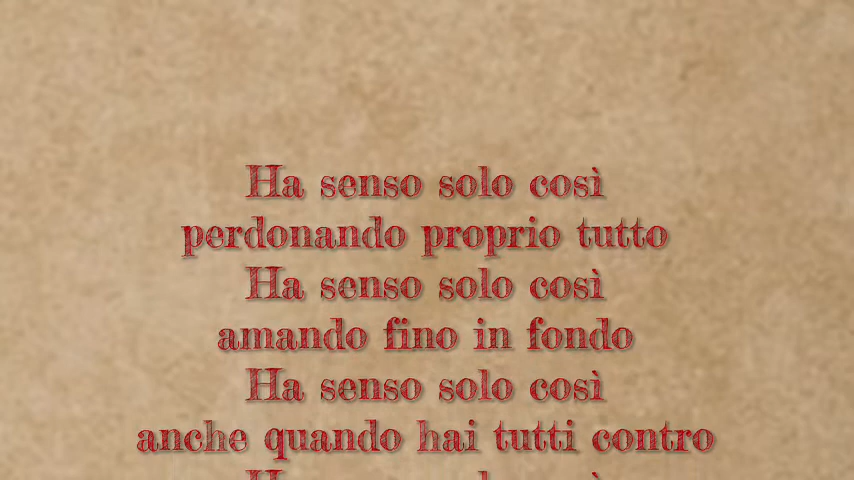 Ha senso solo così
perdonando proprio tutto
Ha senso solo così
amando fino in fondo
Ha senso solo così
anche quando hai tutti contro